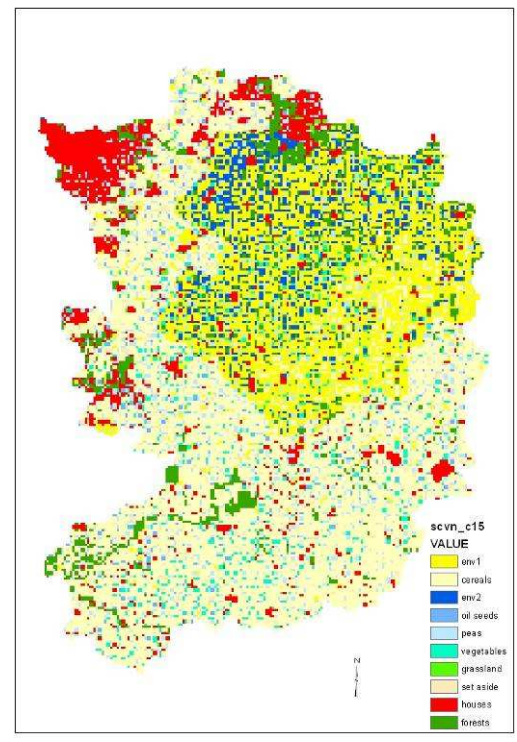 scvn_c15
VALUE
env1
cereals
env2
oil seeds
peas
vegetables
grassland
set aside
houses
forests
N